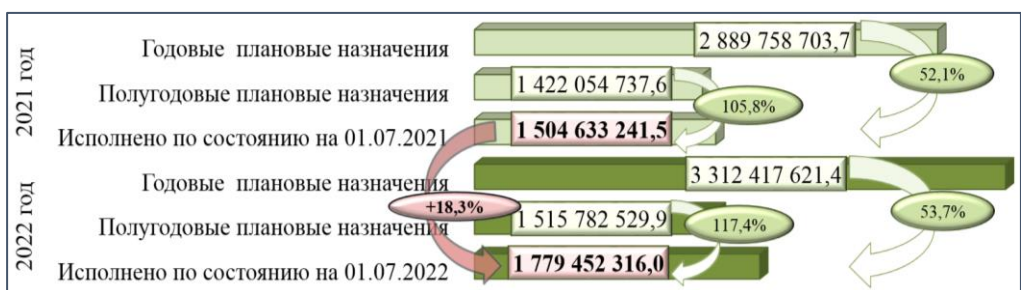 2021 год
Годовые плановые назначения
2 889 758 703,7
52,1%
Полугодовые плановые назначения
1 422 054 737,6
105,8%
Исполнено по состоянию на 01.07.2021
1 504 633 241,5
2022 год
Годовые плановые назначения
3 312 417 621,4
+18,3%
53,7%
Полугодовые плановые назначения
1 515 782 529,9
117,4%
Исполнено по состоянию на 01.07.2022
1 779 452 316,0